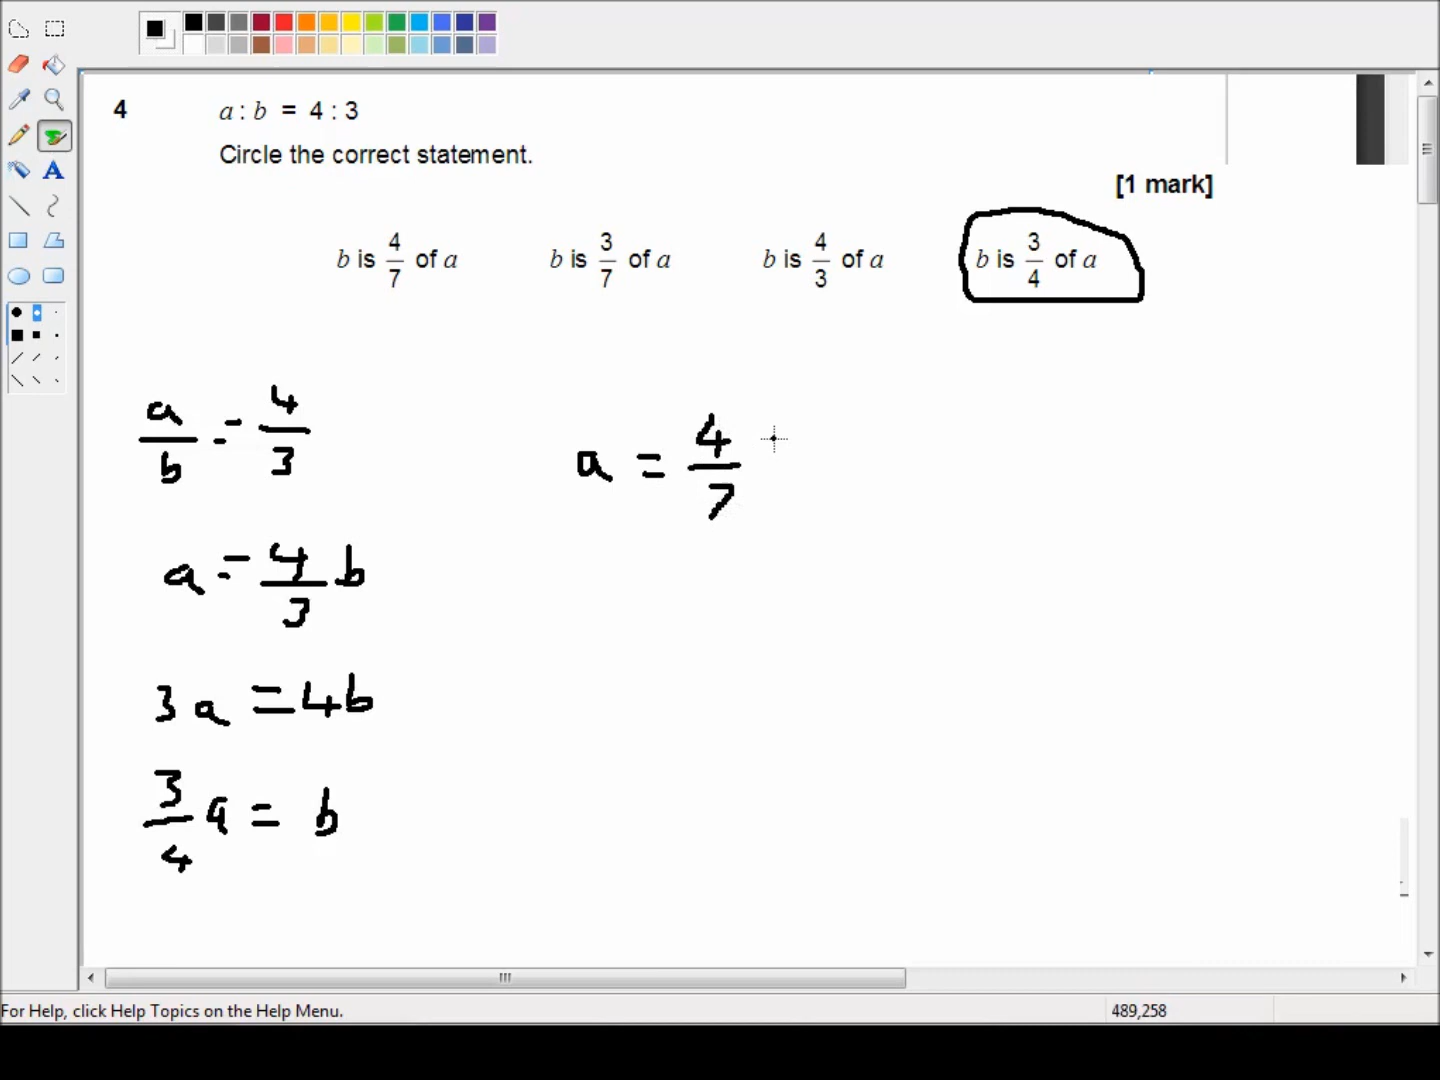 4 a : b = 4 : 3
Circle the correct statement.
[1 mark]
b is 4/7 of a b is 3/7 of a b is 4/3 of a b is 3/4 of a
a/b = 4/3
a = 4/7
a = 4/3 b
3a = 4b
3/4 a = b
For Help, click Help Topics on the Help Menu.
489,258